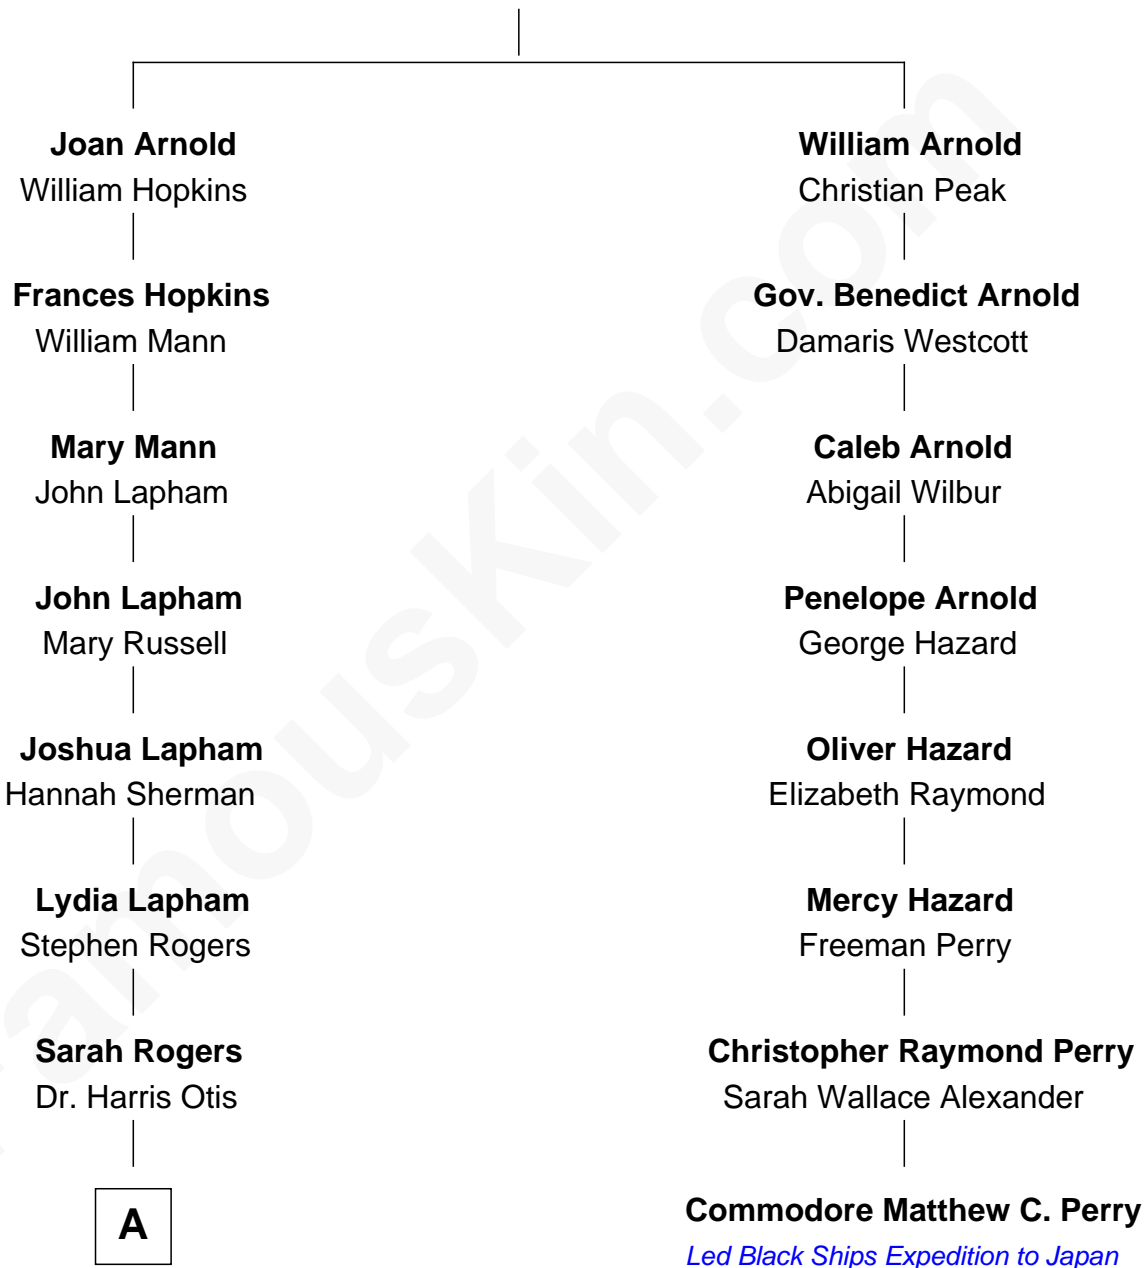 Joan Arnold
William Hopkins
Frances Hopkins
William Mann
Mary Mann
John Lapham
John Lapham
Mary Russell
Joshua Lapham
Hannah Sherman
Lydia Lapham
Stephen Rogers
Sarah Rogers
Dr. Harris Otis
A
William Arnold
Christian Peak
Gov. Benedict Arnold
Damaris Westcott
Caleb Arnold
Abigail Wilbur
Penelope Arnold
George Hazard
Oliver Hazard
Elizabeth Raymond
Mercy Hazard
Freeman Perry
Christopher Raymond Perry
Sarah Wallace Alexander
Commodore Matthew C. Perry
Led Black Ships Expedition to Japan
FamousKin.com